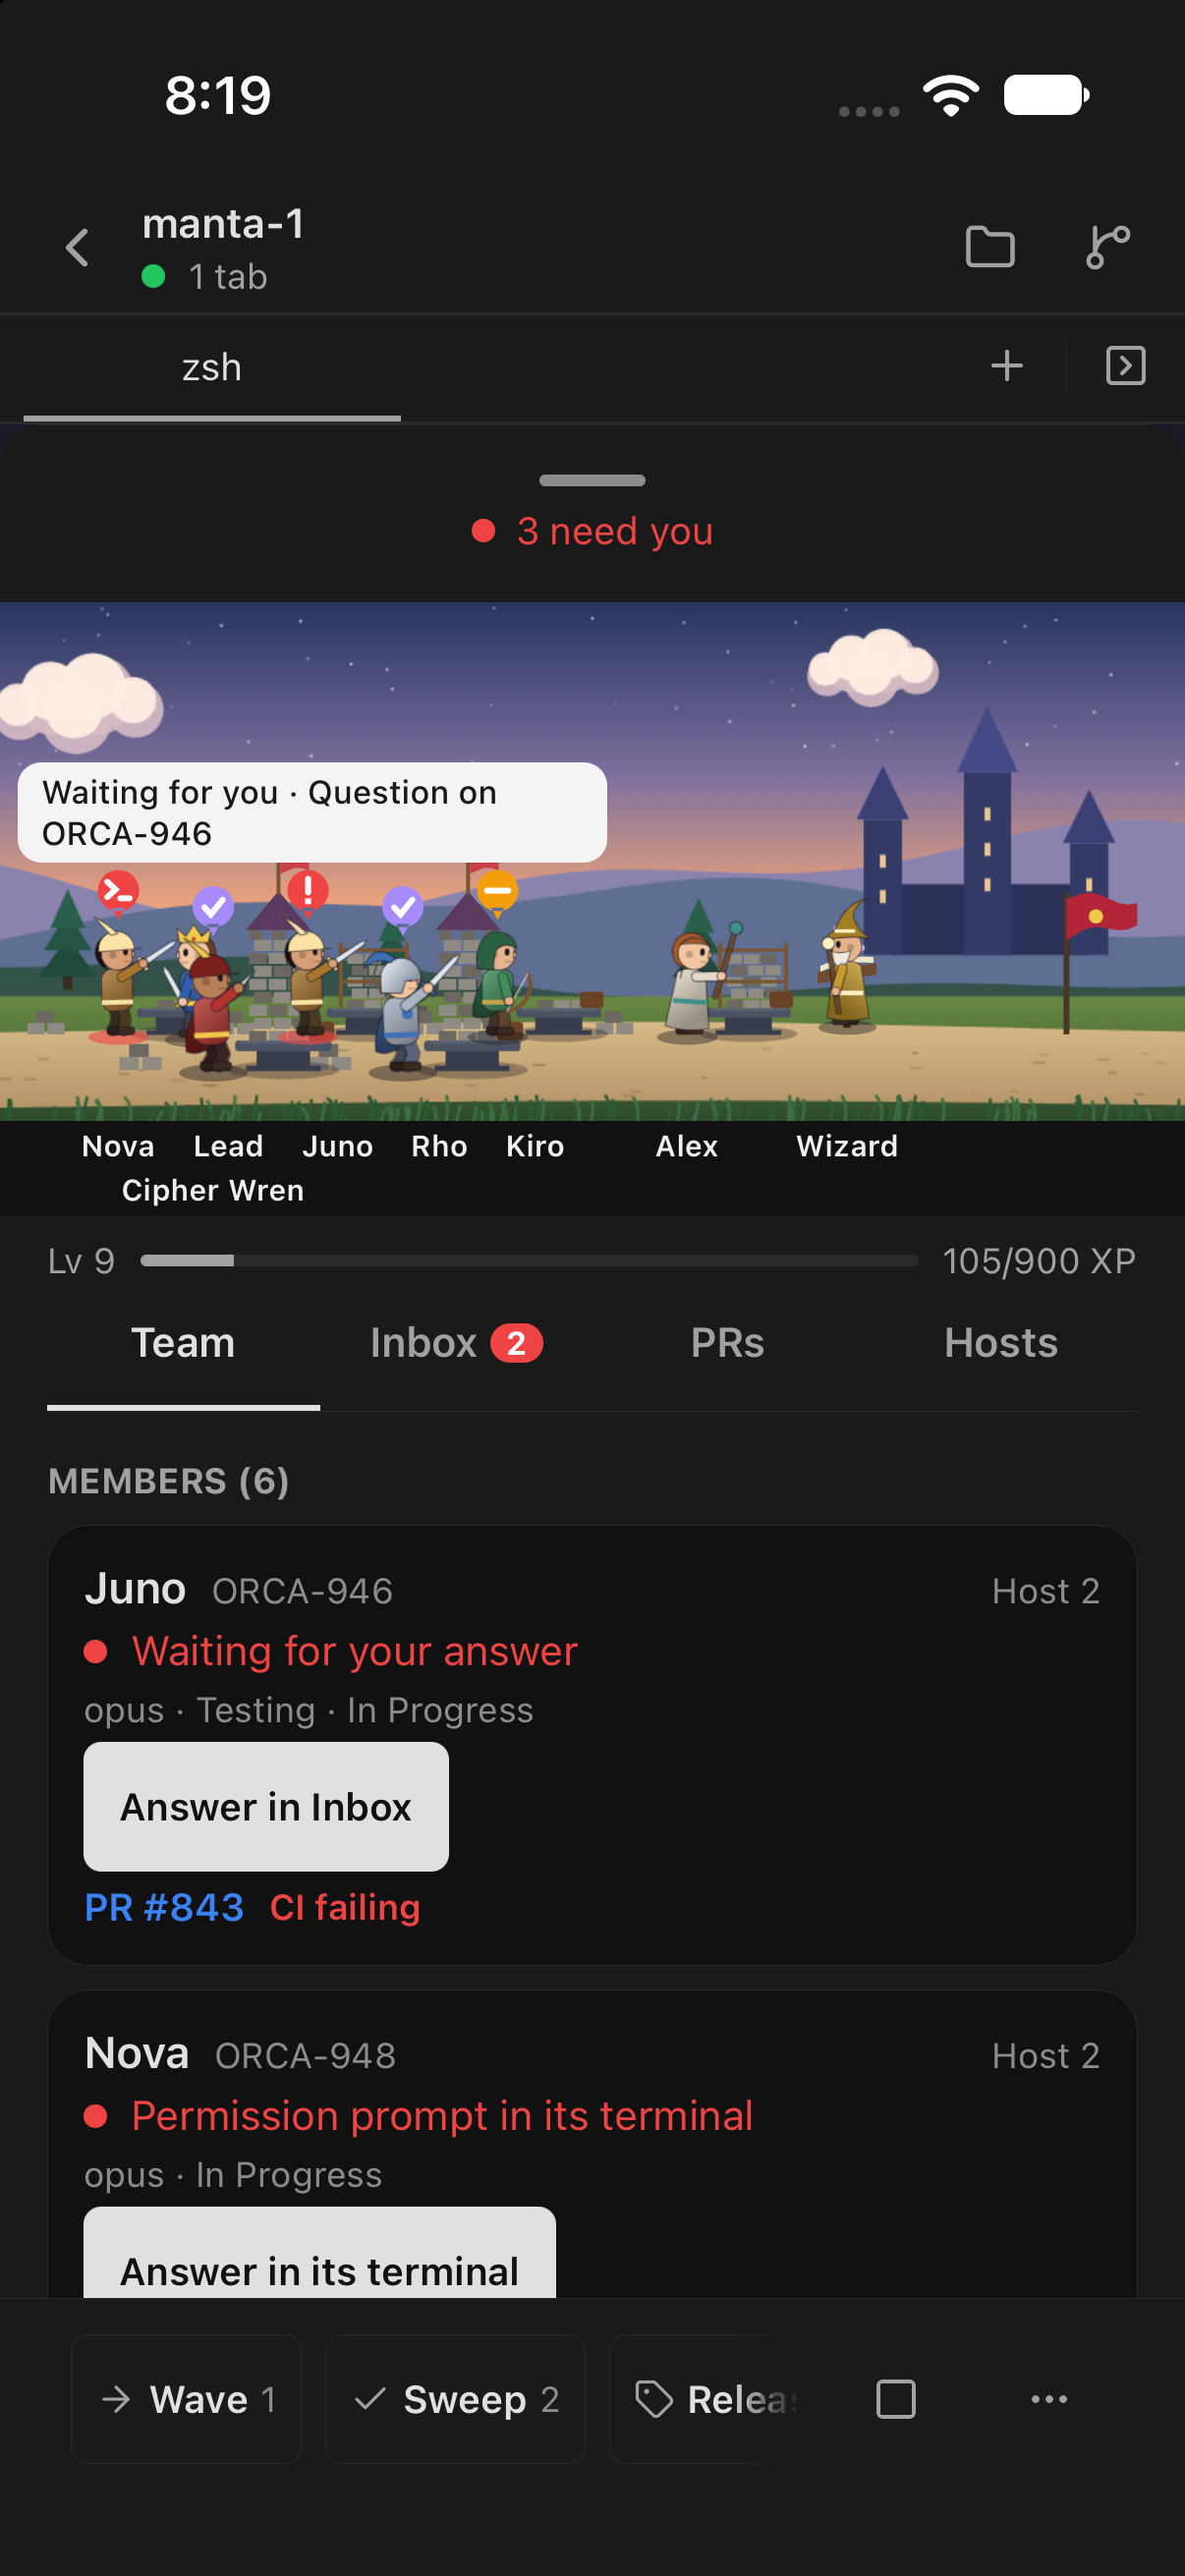 8:19
manta-1
1 tab
zsh
3 need you
Waiting for you · Question on
ORCA-946
Nova Lead Juno Rho Kiro Alex Wizard
Cipher Wren
Lv 9 105/900 XP
Team Inbox 2 PRs Hosts
MEMBERS (6)
Juno ORCA-946 Host 2
Waiting for your answer
opus · Testing · In Progress
Answer in Inbox
PR #843 CI failing
Nova ORCA-948 Host 2
Permission prompt in its terminal
opus · In Progress
Answer in its terminal
Wave 1 Sweep 2 Releas